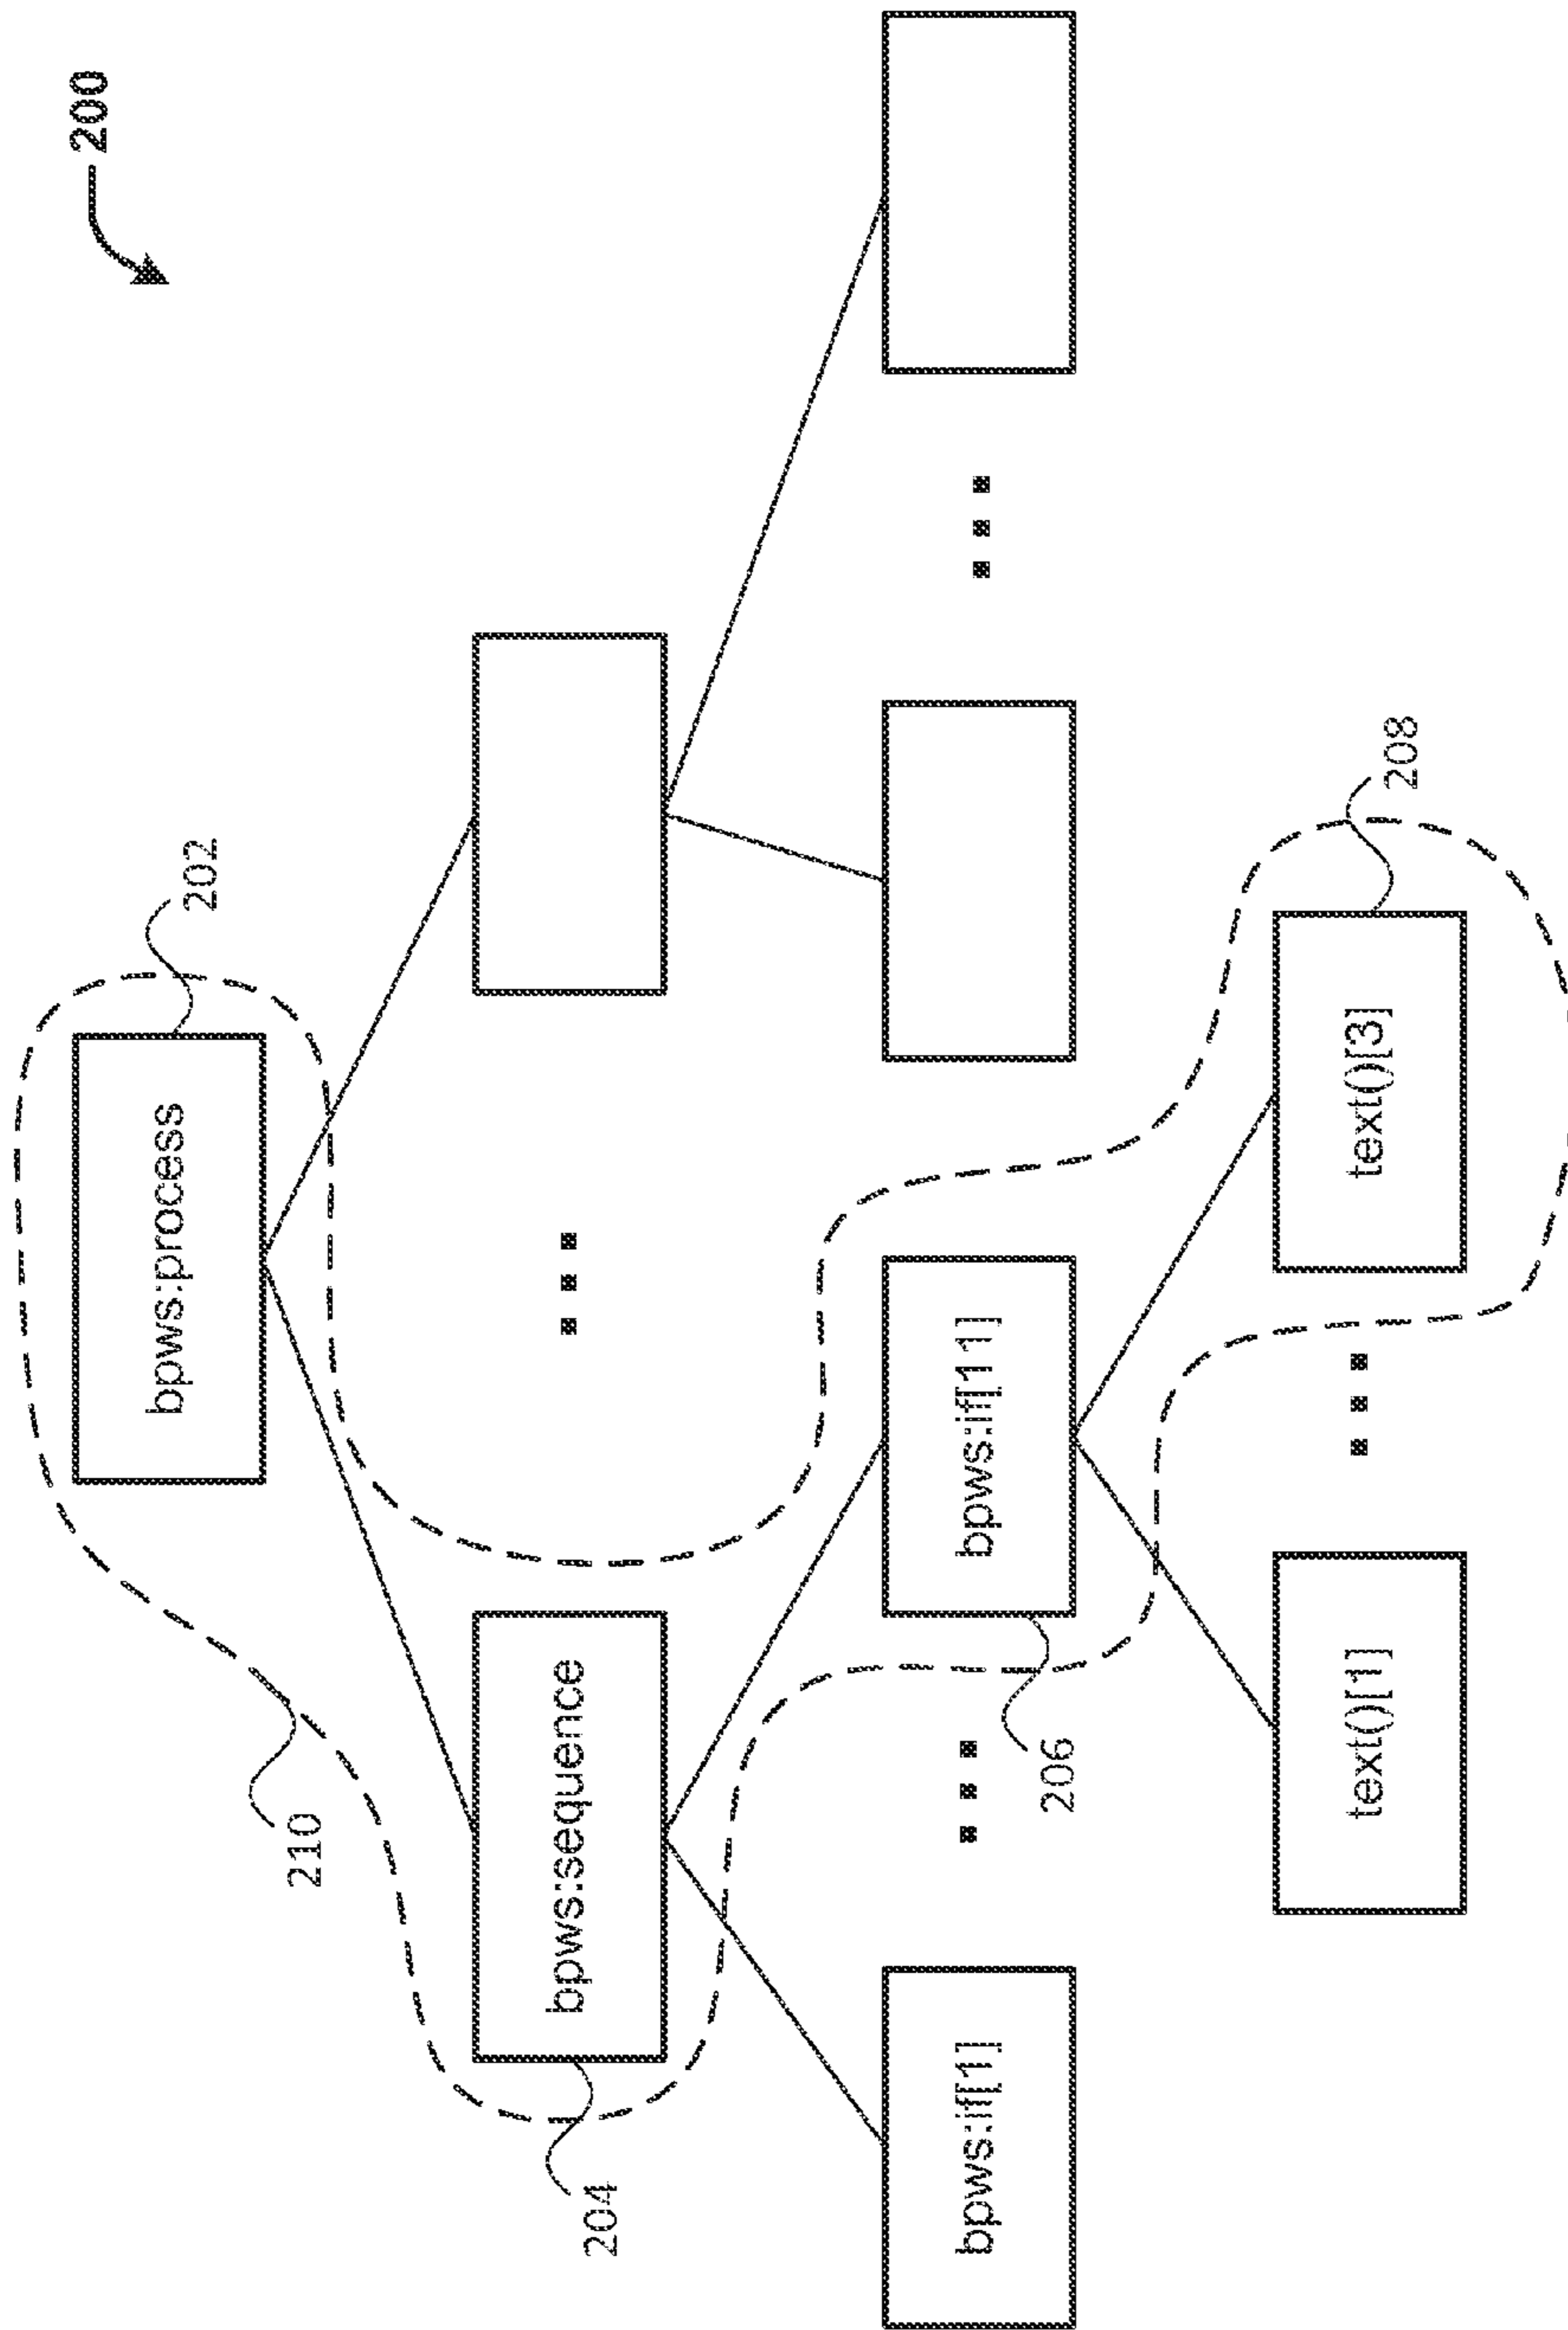 200
bpws:process
202
210
bpws:sequence
204
...
bpws:if[1]
...
bpws:if[11]
206
...
text()[1]
...
text()[3]
208